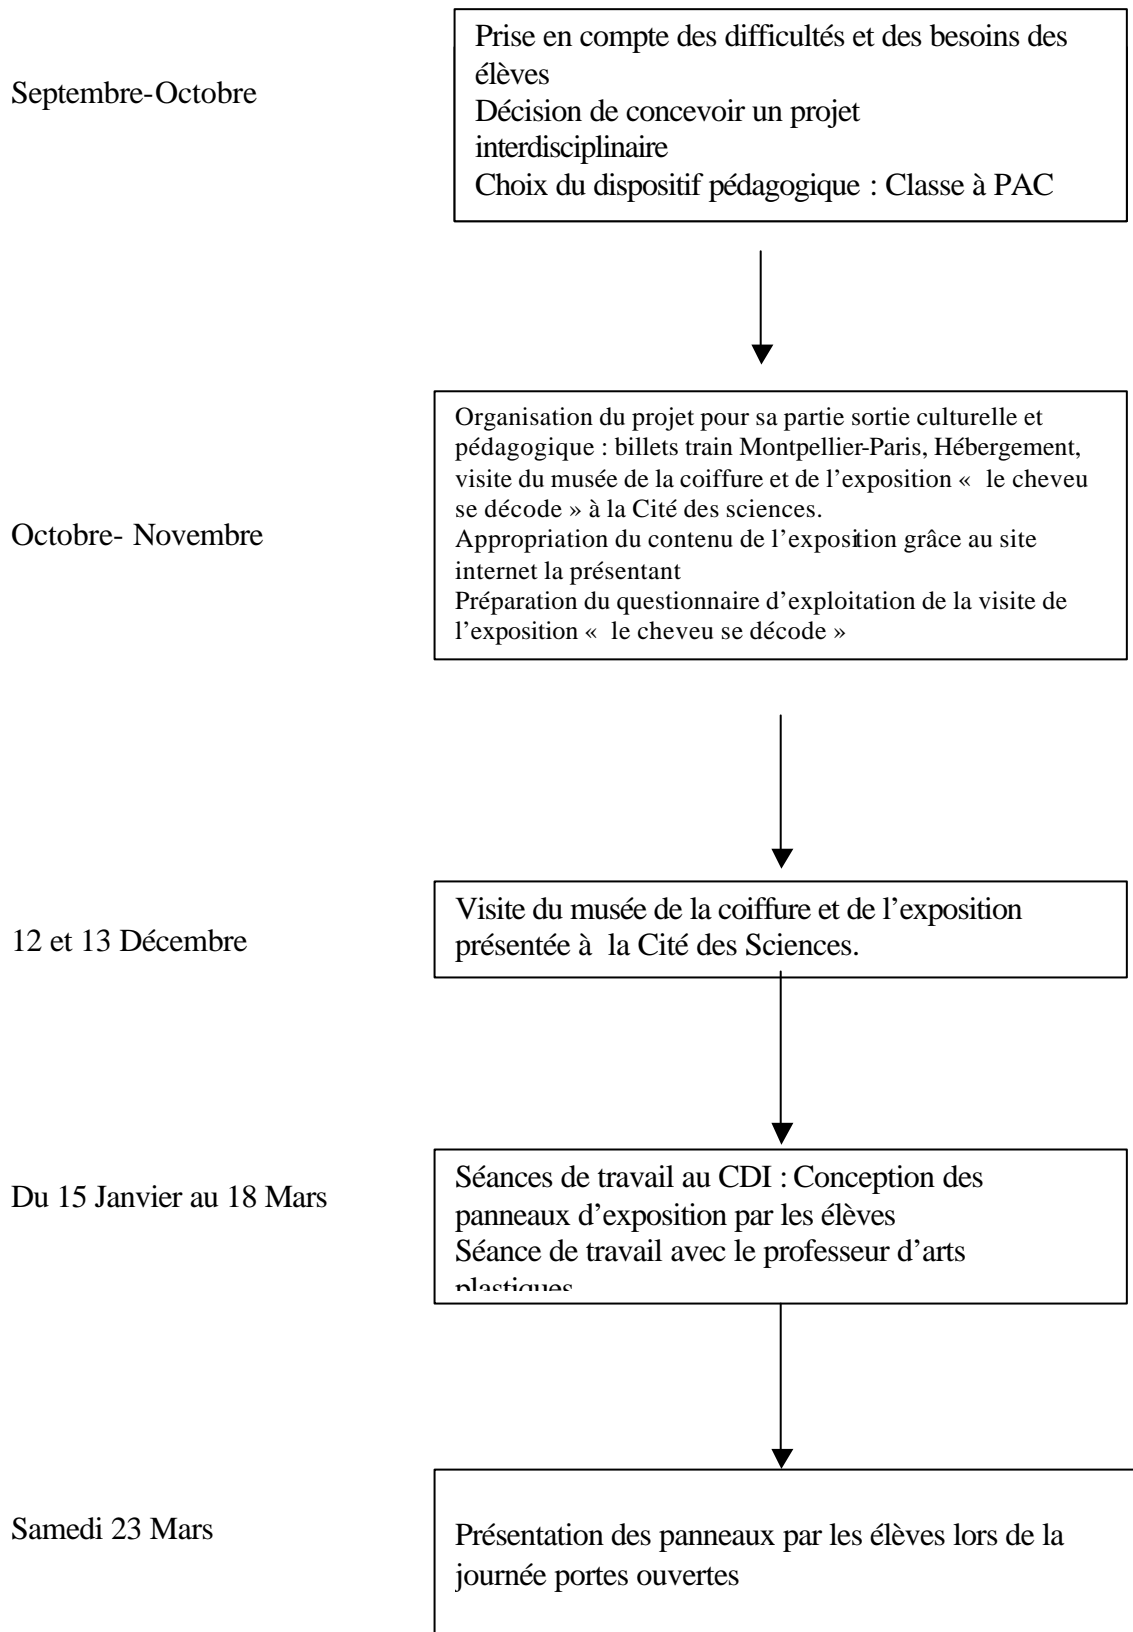 Septembre-Octobre
Prise en compte des difficultés et des besoins des
élèves
Décision de concevoir un projet
interdisciplinaire
Choix du dispositif pédagogique : Classe à PAC
Octobre- Novembre
Organisation du projet pour sa partie sortie culturelle et
pédagogique : billets train Montpellier-Paris, Hébergement,
visite du musée de la coiffure et de l’exposition «  le cheveu
se décode » à la Cité des sciences.
Appropriation du contenu de l’exposition grâce au site
internet la présentant
Préparation du questionnaire d’exploitation de la visite de
l’exposition «  le cheveu se décode »
12 et 13 Décembre
Visite du musée de la coiffure et de l’exposition
présentée à  la Cité des Sciences.
Du 15 Janvier au 18 Mars
Séances de travail au CDI : Conception des
panneaux d’exposition par les élèves
Séance de travail avec le professeur d’arts
plastiques
Samedi 23 Mars
Présentation des panneaux par les élèves lors de la
journée portes ouvertes